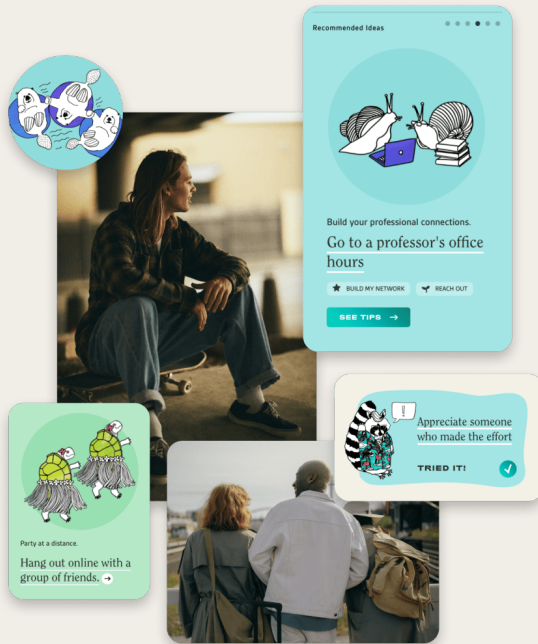 Recommended Ideas
Build your professional connections.
Go to a professor's office
hours
BUILD MY NETWORK
REACH OUT
SEE TIPS
Appreciate someone
who made the effort
TRIED IT!
Party at a distance.
Hang out online with a
group of friends.